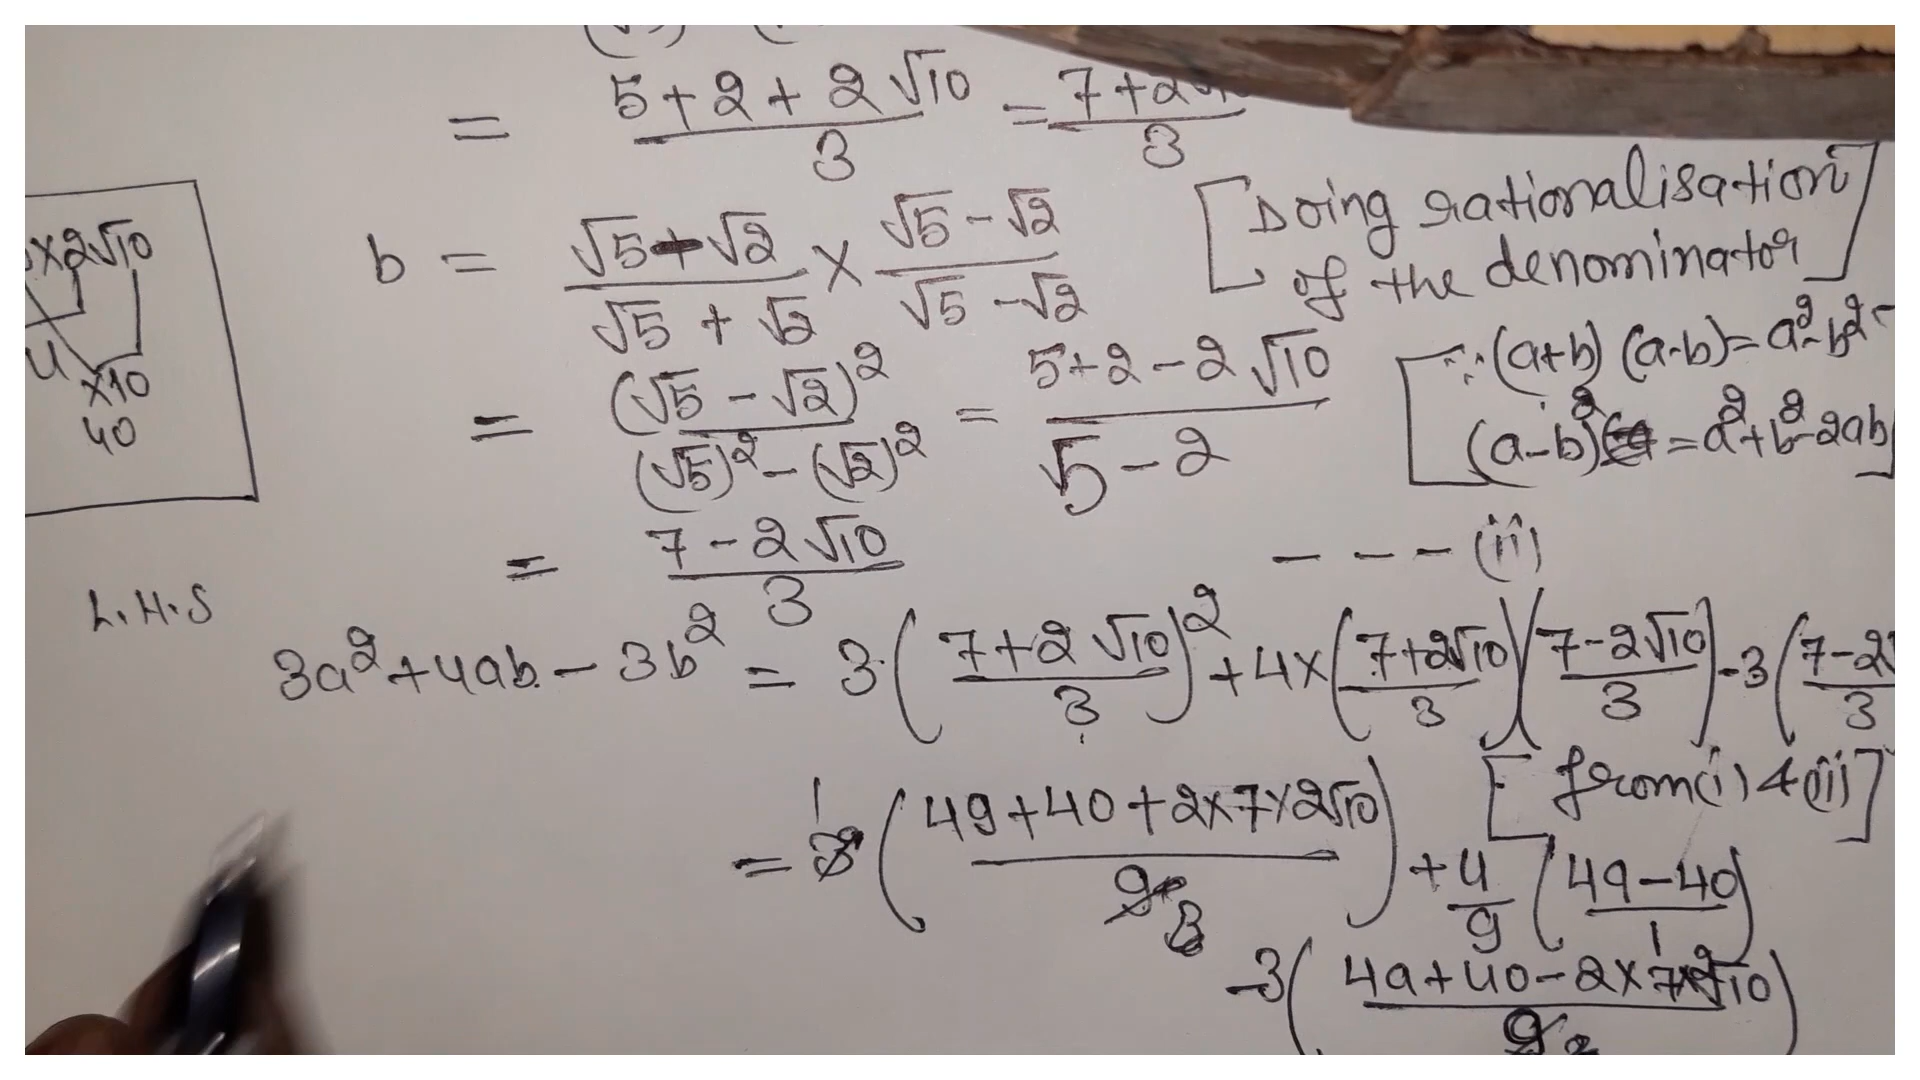 = 5+2+2√10 / 3 = 7+2 / 3
×2√10
×10
40
b = √5-√2 / √5+√2 × √5-√2 / √5-√2 [Doing rationalisation
of the denominator]
= (√5-√2)² / (√5)²-(√2)² = 5+2-2√10 / 5-2 [∵(a+b)(a-b)=a²-b²
(a-b)² = a²+b²-2ab]
= 7-2√10 / 3 - - - (ii)
L.H.S
3a²+4ab-3b² = 3(7+2√10 / 3)²+4×(7+2√10 / 3)(7-2√10 / 3)-3(7-2√ / 3
[from(i)&(ii)]
= 3 1 (49+40+2×7×2√10 / 9 3)+4/9(49-40 / 1)
-3(49+40-2×7×2√10 / 9)